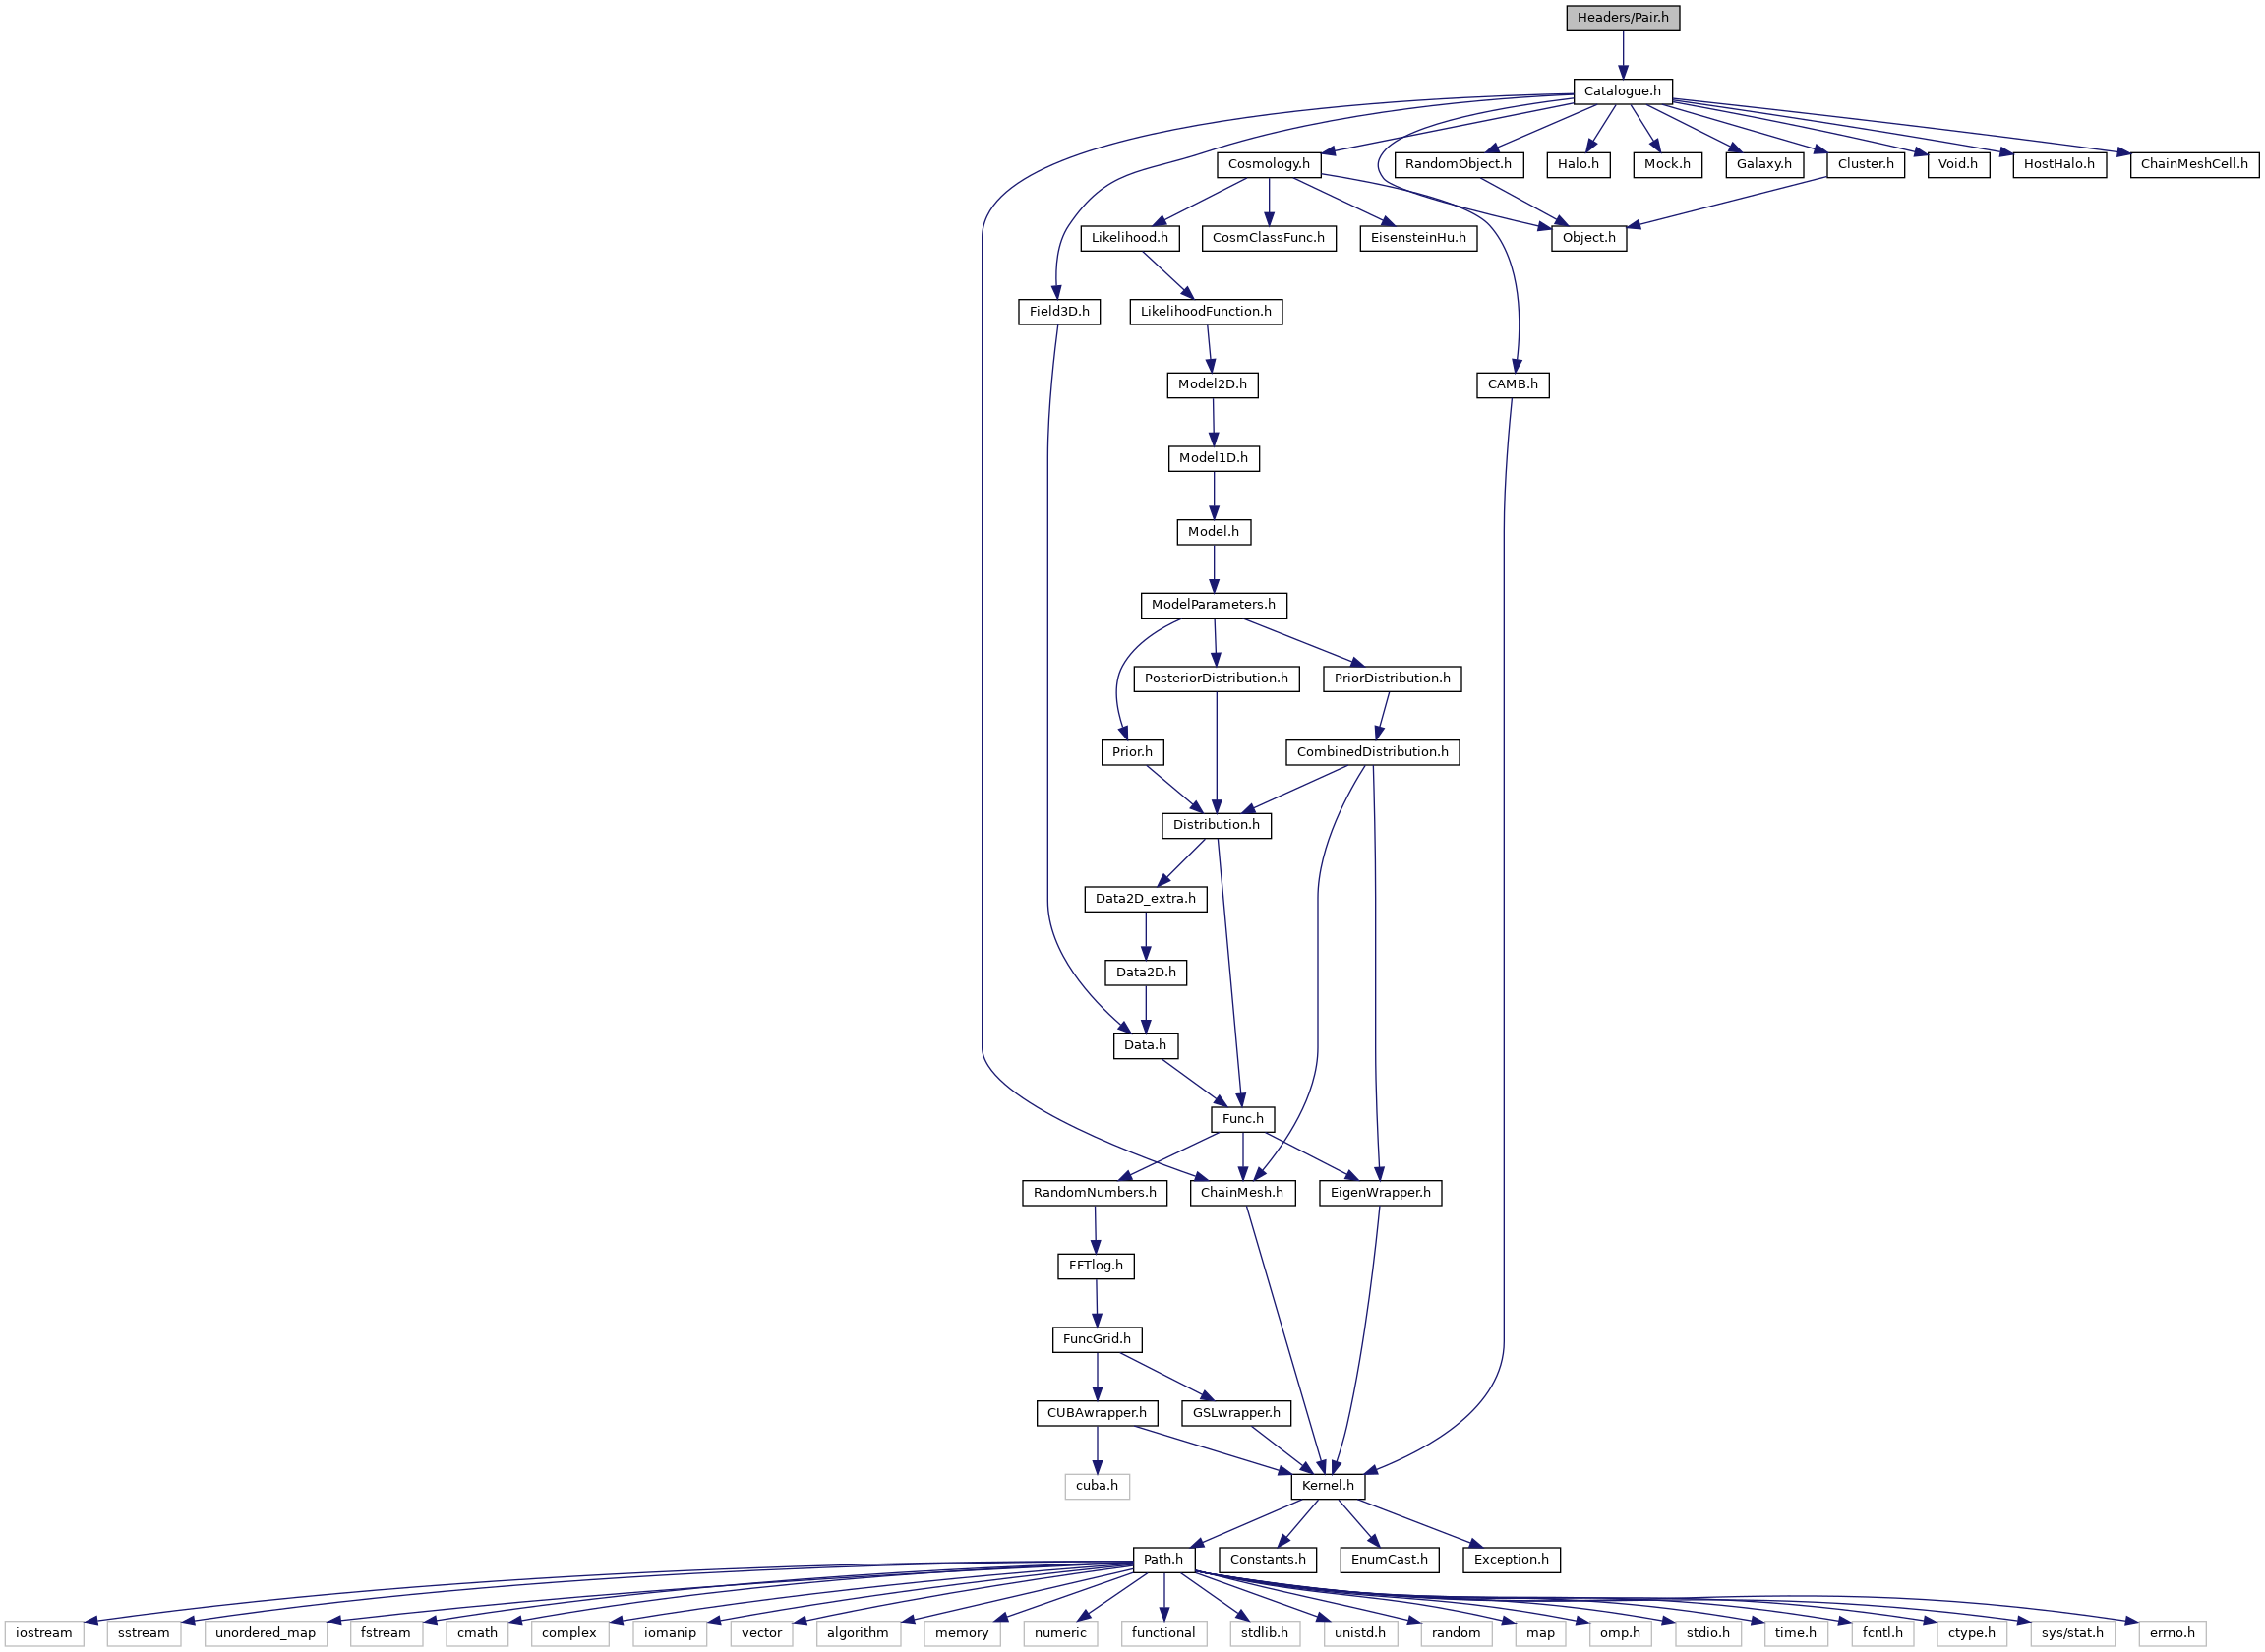 Headers/Pair.h
Catalogue.h
Cosmology.h
RandomObject.h
Halo.h
Mock.h
Galaxy.h
Cluster.h
Void.h
HostHalo.h
ChainMeshCell.h
Likelihood.h
CosmClassFunc.h
EisensteinHu.h
Object.h
Field3D.h
LikelihoodFunction.h
Model2D.h
CAMB.h
Model1D.h
Model.h
ModelParameters.h
PosteriorDistribution.h
PriorDistribution.h
Prior.h
CombinedDistribution.h
Distribution.h
Data2D_extra.h
Data2D.h
Data.h
Func.h
RandomNumbers.h
ChainMesh.h
EigenWrapper.h
FFTlog.h
FuncGrid.h
CUBAwrapper.h
GSLwrapper.h
cuba.h
Kernel.h
Path.h
Constants.h
EnumCast.h
Exception.h
iostream
sstream
unordered_map
fstream
cmath
complex
iomanip
vector
algorithm
memory
numeric
functional
stdlib.h
unistd.h
random
map
omp.h
stdio.h
time.h
fcntl.h
ctype.h
sys/stat.h
errno.h